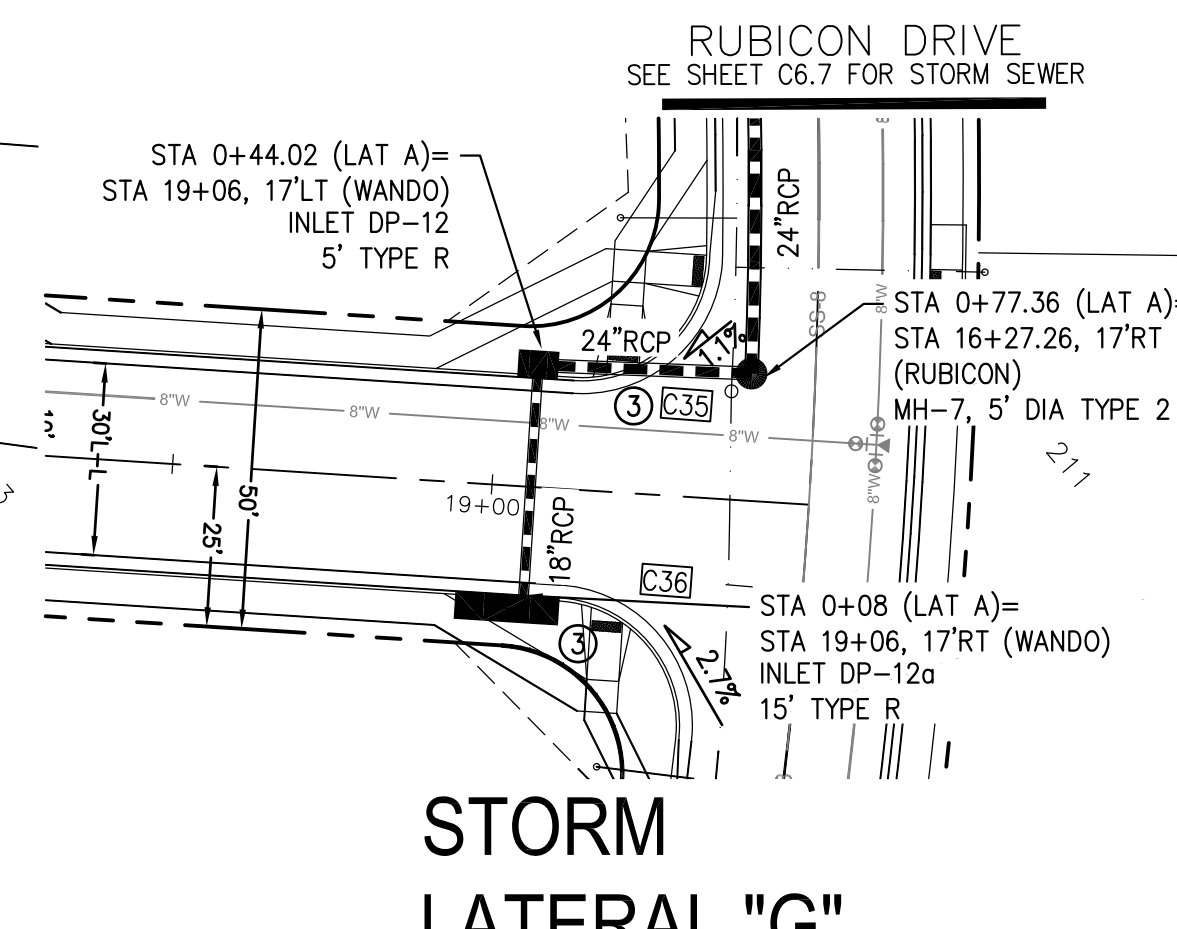 RUBICON DRIVE
SEE SHEET C6.7 FOR STORM SEWER
STA 0+44.02 (LAT A)=
STA 19+06, 17'LT (WANDO)
INLET DP-12
5' TYPE R
24"RCP
SS-8
8"W
STA 0+77.36 (LAT A)=
STA 16+27.26, 17'RT
(RUBICON)
MH-7, 5' DIA TYPE 2
24"RCP
1.1%
3
C35
8"W
8"W
8"W
8"W
8"W
30'L-L
50'
25'
19+00
18"RCP
211
3
C36
STA 0+08 (LAT A)=
STA 19+06, 17'RT (WANDO)
INLET DP-12a
15' TYPE R
3
2.7%
STORM
LATERAL "G"